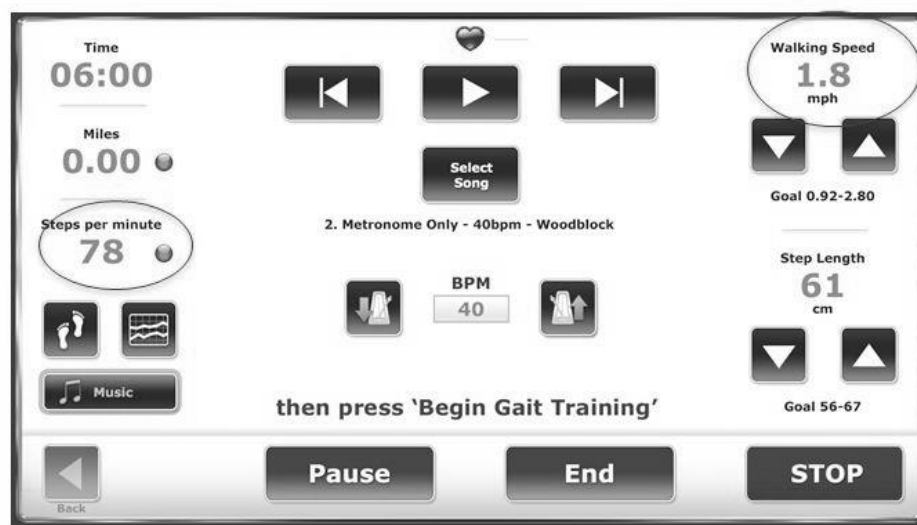 Time
06:00
Miles
0.00
Steps per minute
78
Music
Select
Song
2. Metronome Only - 40bpm - Woodblock
BPM
40
then press ‘Begin Gait Training’
Walking Speed
1.8
mph
Goal 0.92-2.80
Step Length
61
cm
Goal 56-67
Back
Pause
End
STOP